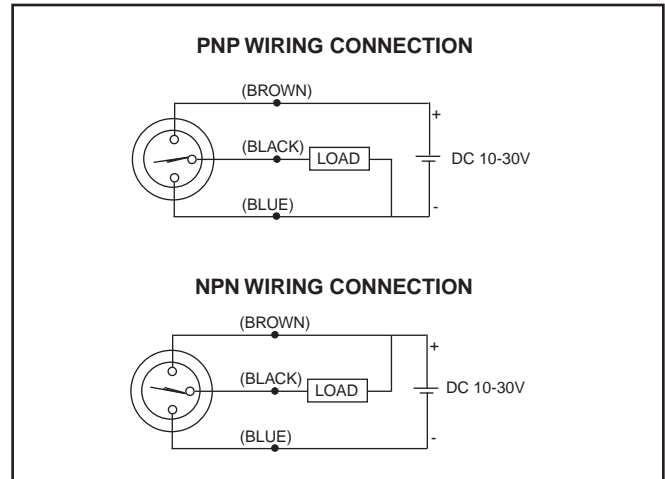 PNP WIRING CONNECTION
(BROWN)
+
(BLACK)
LOAD
DC 10-30V
(BLUE)
-
NPN WIRING CONNECTION
(BROWN)
+
(BLACK)
LOAD
DC 10-30V
(BLUE)
-